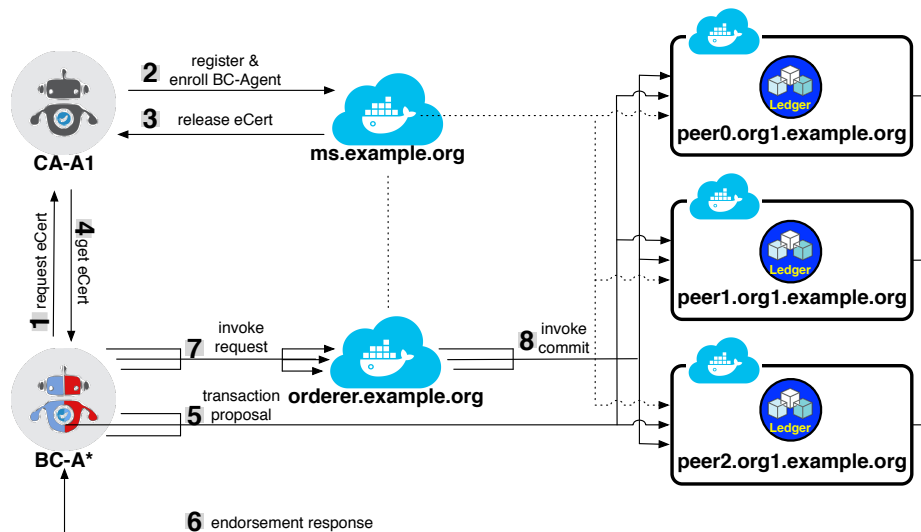 2
register &
enroll BC-Agent
3
release eCert
CA-A1
ms.example.org
Ledger
peer0.org1.example.org
1
request eCert
4
get eCert
Ledger
peer1.org1.example.org
7
invoke
request
8
invoke
commit
orderer.example.org
5
transaction
proposal
BC-A*
Ledger
peer2.org1.example.org
6
endorsement response